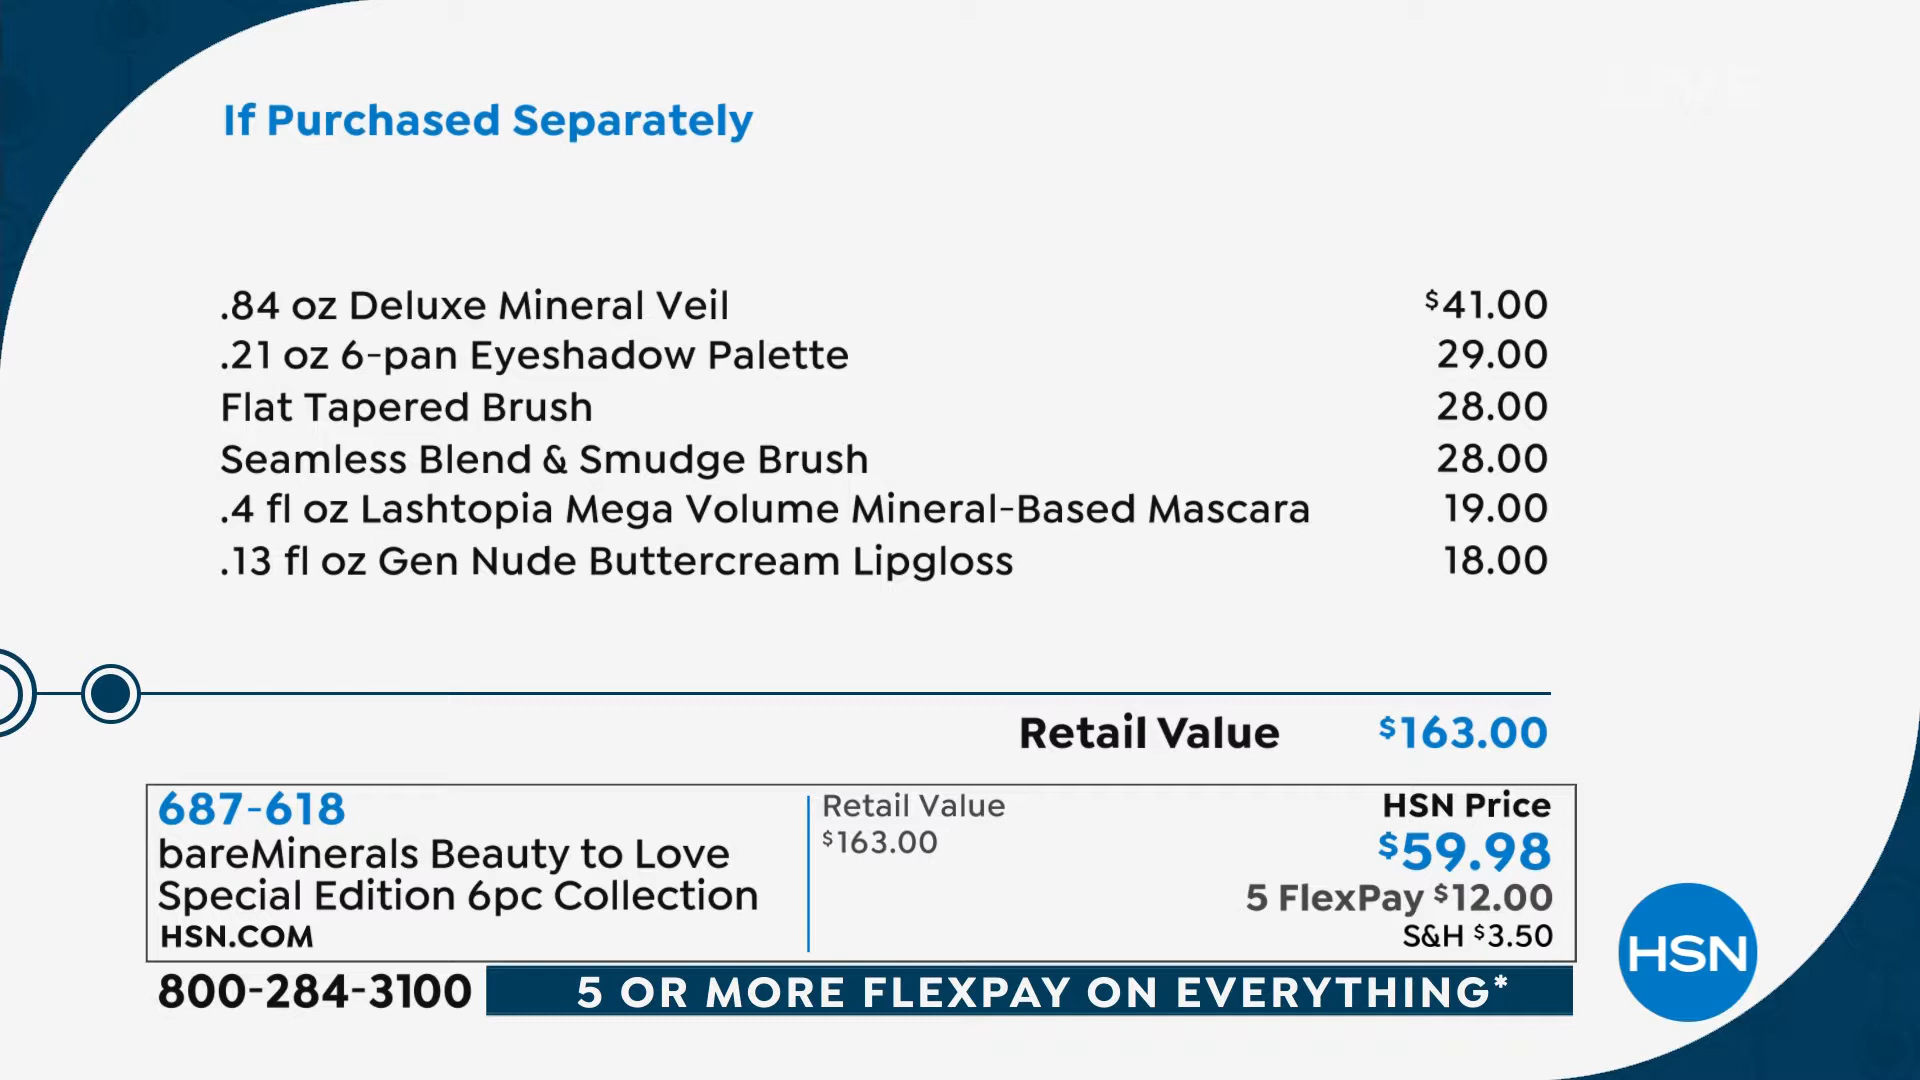 If Purchased Separately
.84 oz Deluxe Mineral Veil $41.00
.21 oz 6-pan Eyeshadow Palette 29.00
Flat Tapered Brush 28.00
Seamless Blend & Smudge Brush 28.00
.4 fl oz Lashtopia Mega Volume Mineral-Based Mascara 19.00
.13 fl oz Gen Nude Buttercream Lipgloss 18.00
Retail Value $163.00
687-618
bareMinerals Beauty to Love
Special Edition 6pc Collection
HSN.COM
Retail Value
$163.00
HSN Price
$59.98
5 FlexPay $12.00
S&H $3.50
800-284-3100
5 OR MORE FLEXPAY ON EVERYTHING*
HSN